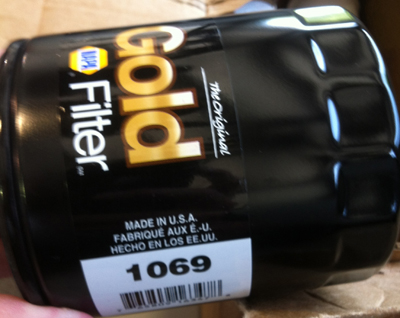 NAPA
Gold
Filter
The Original
MADE IN U.S.A.
FABRIQUÉ AUX É.-U.
HECHO EN LOS EE.UU.
1069